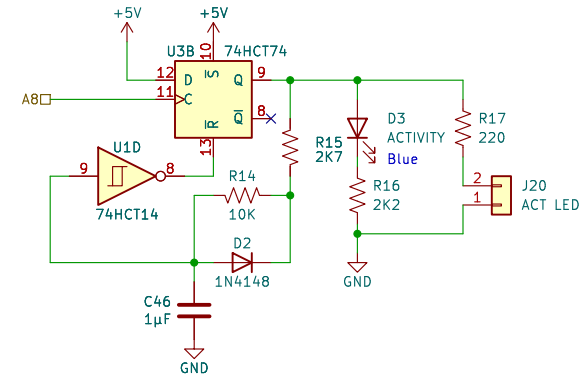 +5V
+5V
U3B
10
74HCT74
12
D
S
Q
9
A8
11
C
R
Q
8
13
U1D
9
8
74HCT14
R15
2K7
D3
ACTIVITY
Blue
R17
220
R14
10K
R16
2K2
2
1
J20
ACT LED
D2
1N4148
GND
C46
1µF
GND